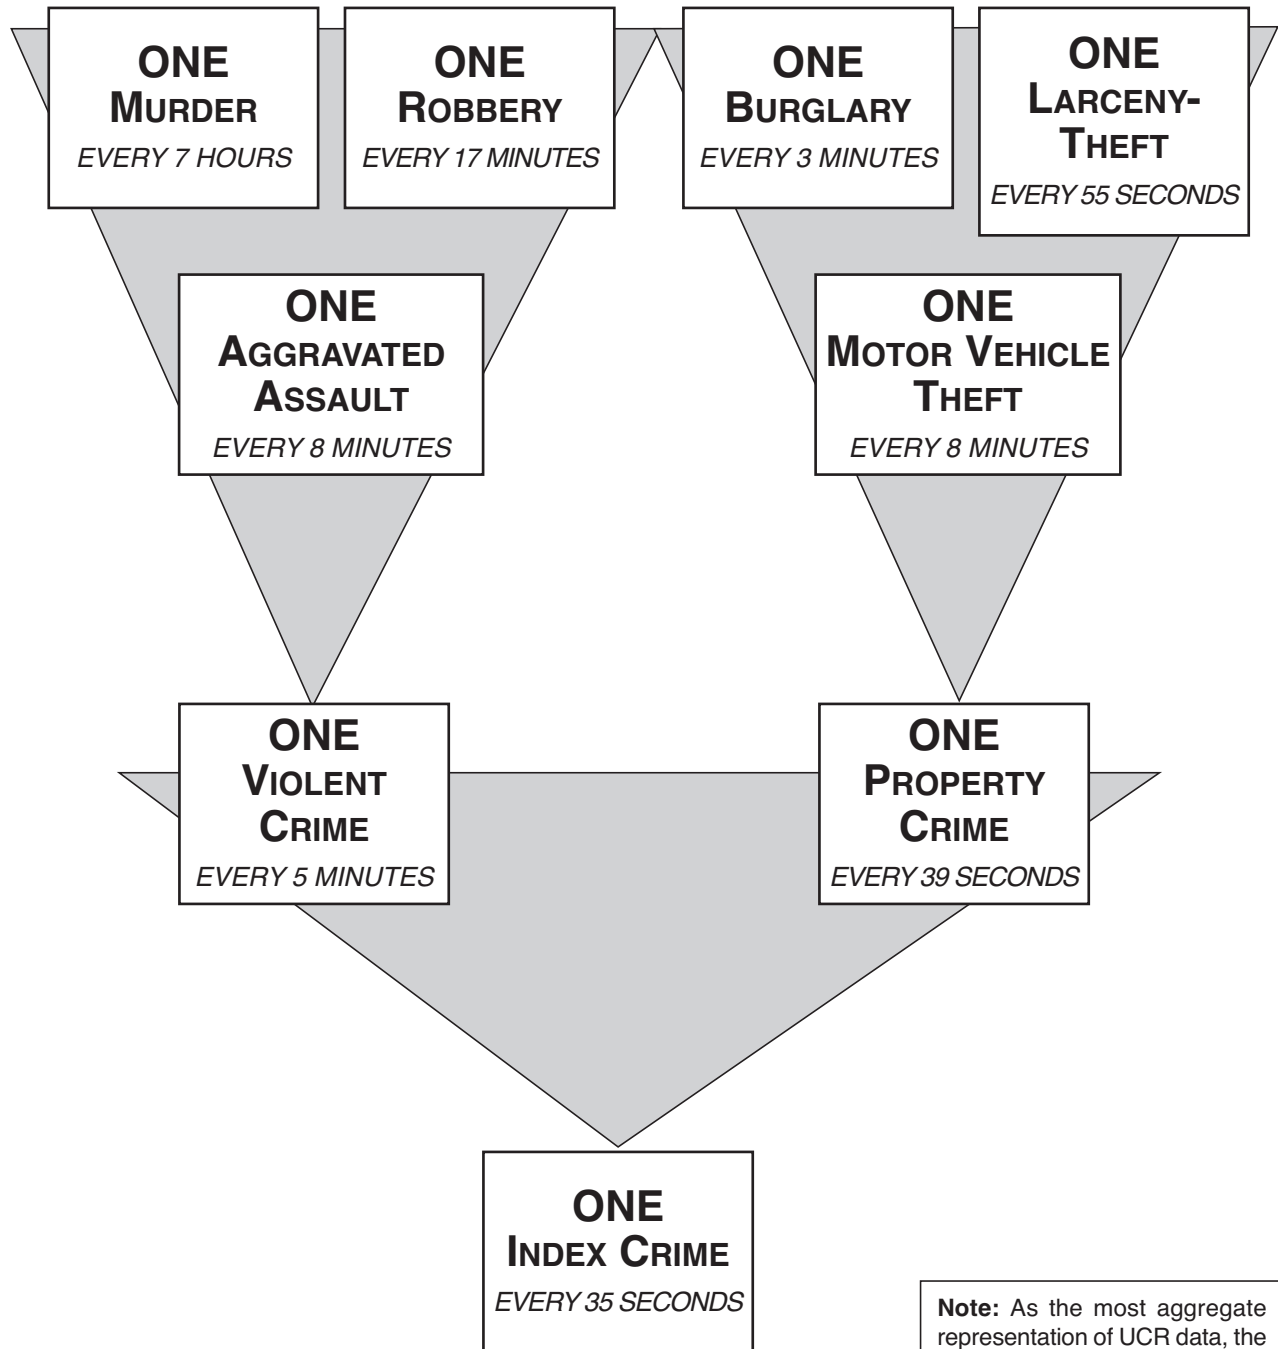 ONE
MURDER
EVERY 7 HOURS
ONE
ROBBERY
EVERY 17 MINUTES
ONE
BURGLARY
EVERY 3 MINUTES
ONE
LARCENY-
THEFT
EVERY 55 SECONDS
ONE
AGGRAVATED
ASSAULT
EVERY 8 MINUTES
ONE
MOTOR VEHICLE
THEFT
EVERY 8 MINUTES
ONE
VIOLENT
CRIME
EVERY 5 MINUTES
ONE
PROPERTY
CRIME
EVERY 39 SECONDS
ONE
INDEX CRIME
EVERY 35 SECONDS
Note: As the most aggregate
representation of UCR data, the